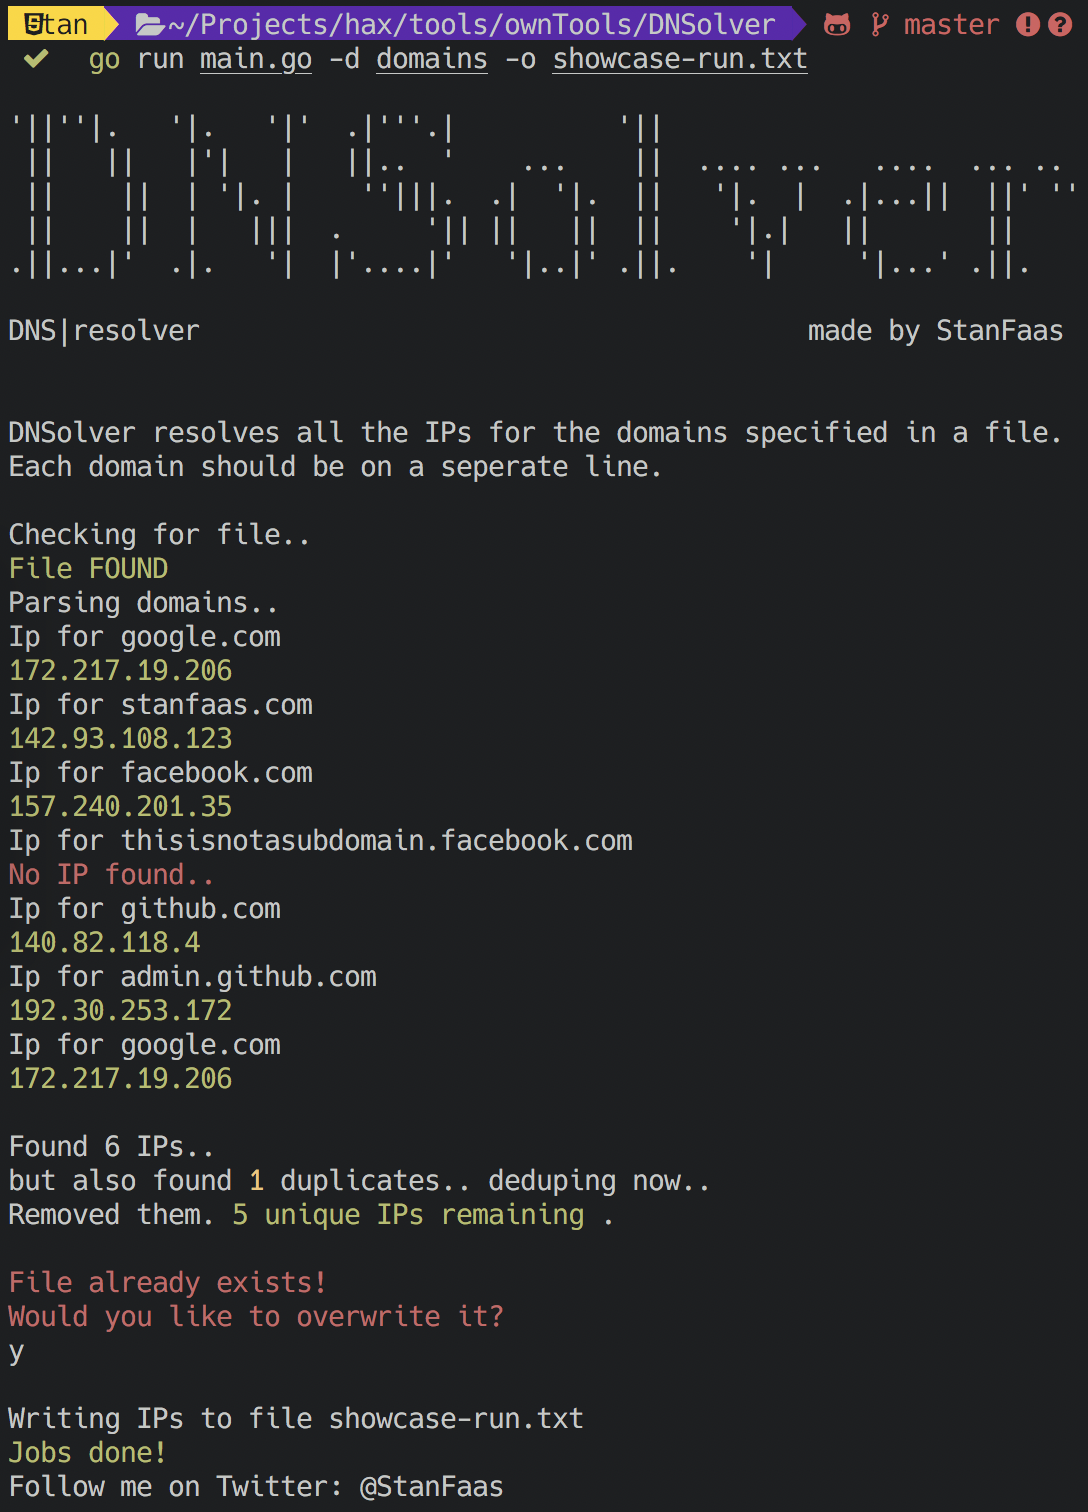 Stan ~/Projects/hax/tools/ownTools/DNSolver master
go run main.go -d domains -o showcase-run.txt
DNSolver
DNS|resolver made by StanFaas
DNSolver resolves all the IPs for the domains specified in a file.
Each domain should be on a seperate line.
Checking for file..
File FOUND
Parsing domains..
Ip for google.com
172.217.19.206
Ip for stanfaas.com
142.93.108.123
Ip for facebook.com
157.240.201.35
Ip for thisisnotasubdomain.facebook.com
No IP found..
Ip for github.com
140.82.118.4
Ip for admin.github.com
192.30.253.172
Ip for google.com
172.217.19.206
Found 6 IPs..
but also found 1 duplicates.. deduping now..
Removed them. 5 unique IPs remaining .
File already exists!
Would you like to overwrite it?
y
Writing IPs to file showcase-run.txt
Jobs done!
Follow me on Twitter: @StanFaas